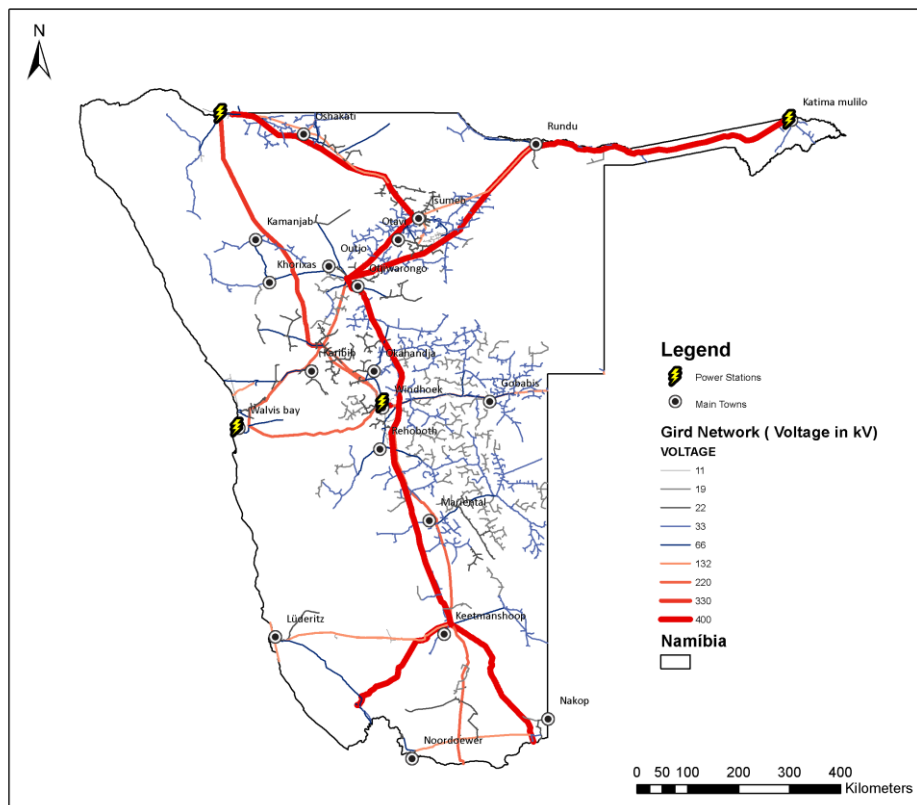 N
Katima mulilo
Oshakati
Rundu
Tsumeb
Kamanjab
Otavi
Outjo
Khorixas
Otjiwarongo
Karibib
Okahandja
Windhoek
Gobabis
Walvis bay
Rehoboth
Mariental
Lüderitz
Keetmanshoop
Nakop
Noordoewer
Legend
Power Stations
Main Towns
Gird Network ( Voltage in kV)
VOLTAGE
11
19
22
33
66
132
220
330
400
Namíbia
0 50 100 200 300 400
Kilometers